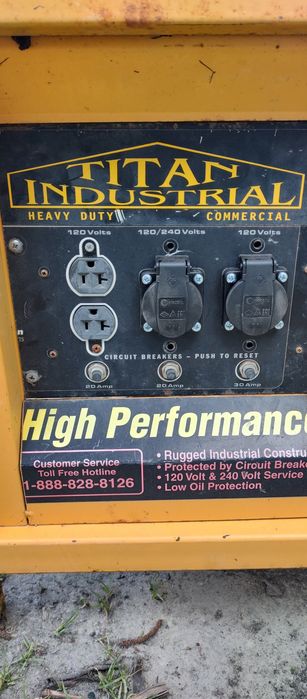 TITAN
INDUSTRIAL
HEAVY DUTY COMMERCIAL
120 Volts 120/240 Volts 120 Volts
CIRCUIT BREAKERS - PUSH TO RESET
20 Amp 20 Amp 30 Amp
High Performance
Customer Service
Toll Free Hotline
1-888-828-8126
• Rugged Industrial Constru
• Protected by Circuit Breake
• 120 Volt & 240 Volt Service
• Low Oil Protection